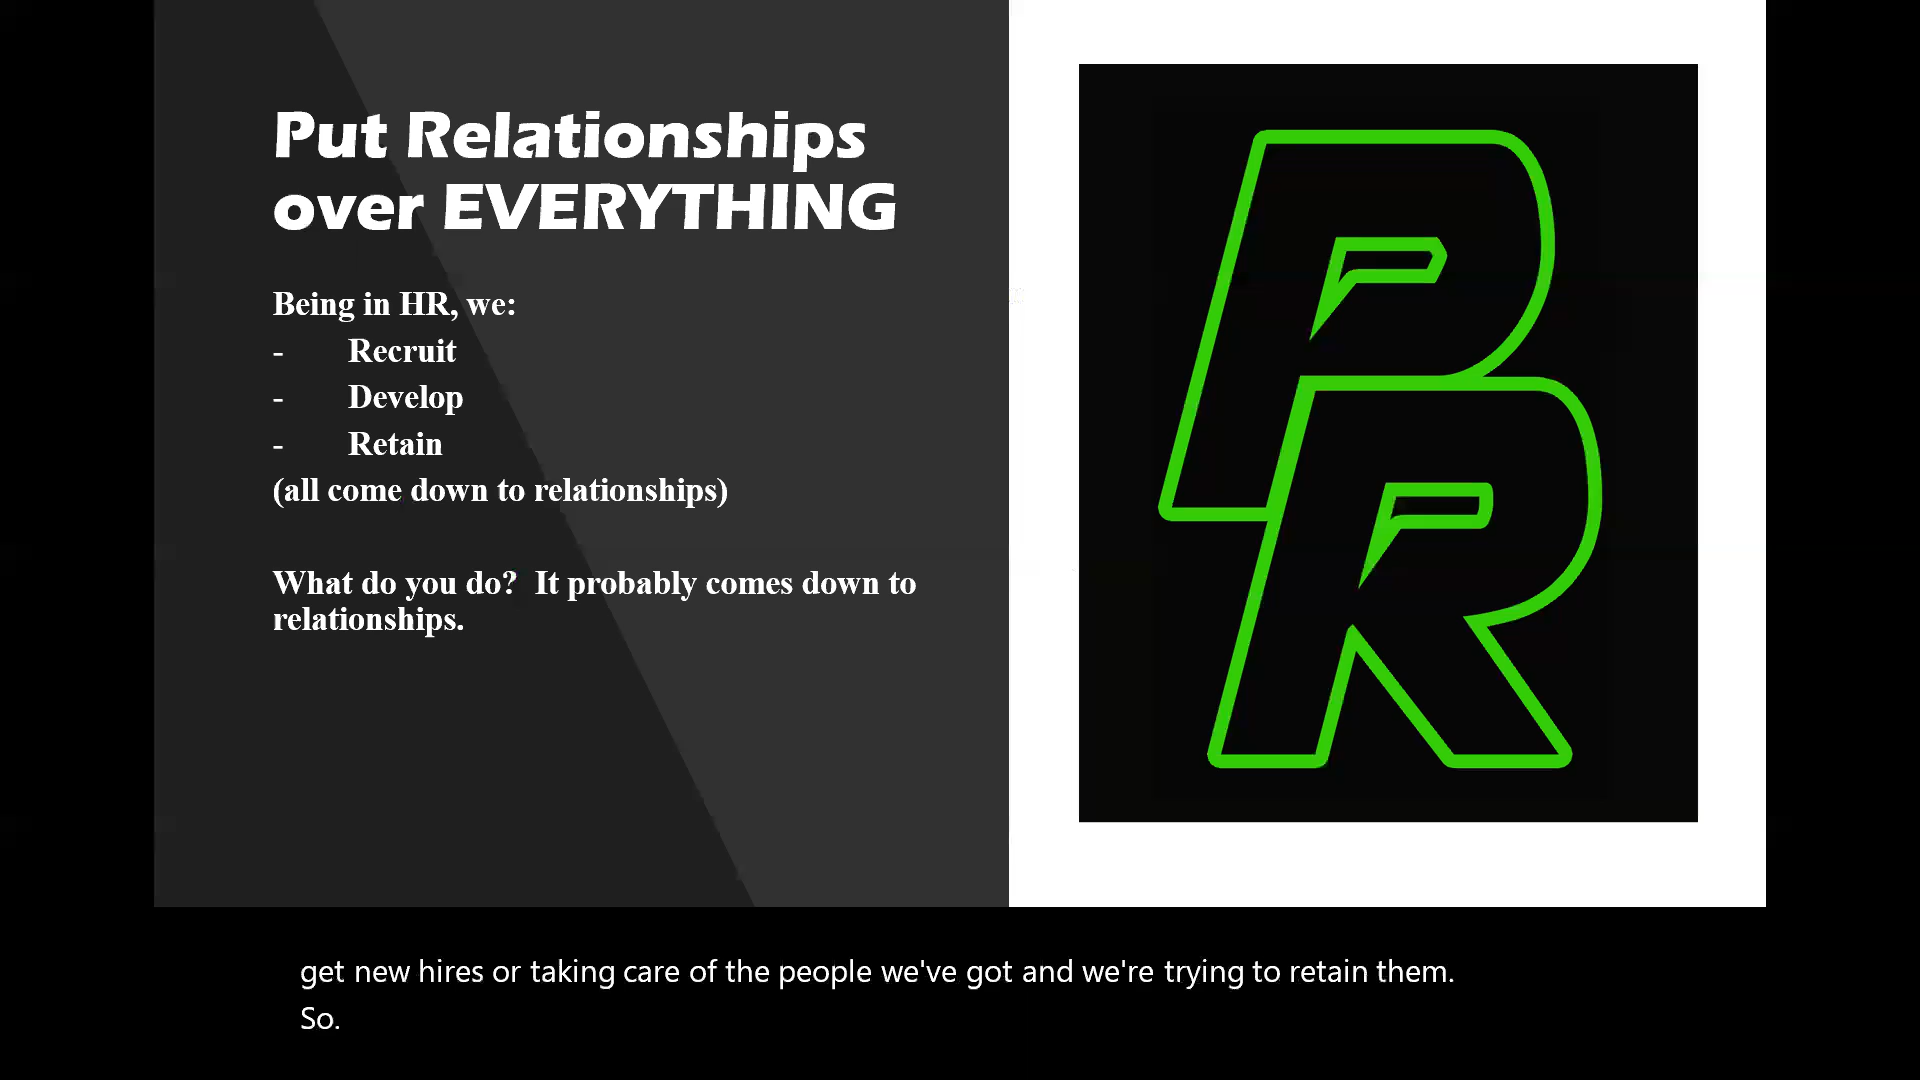 Put Relationships
over EVERYTHING
Being in HR, we:
- Recruit
- Develop
- Retain
(all come down to relationships)
What do you do?  It probably comes down to
relationships.
PR
get new hires or taking care of the people we've got and we're trying to retain them.
So.